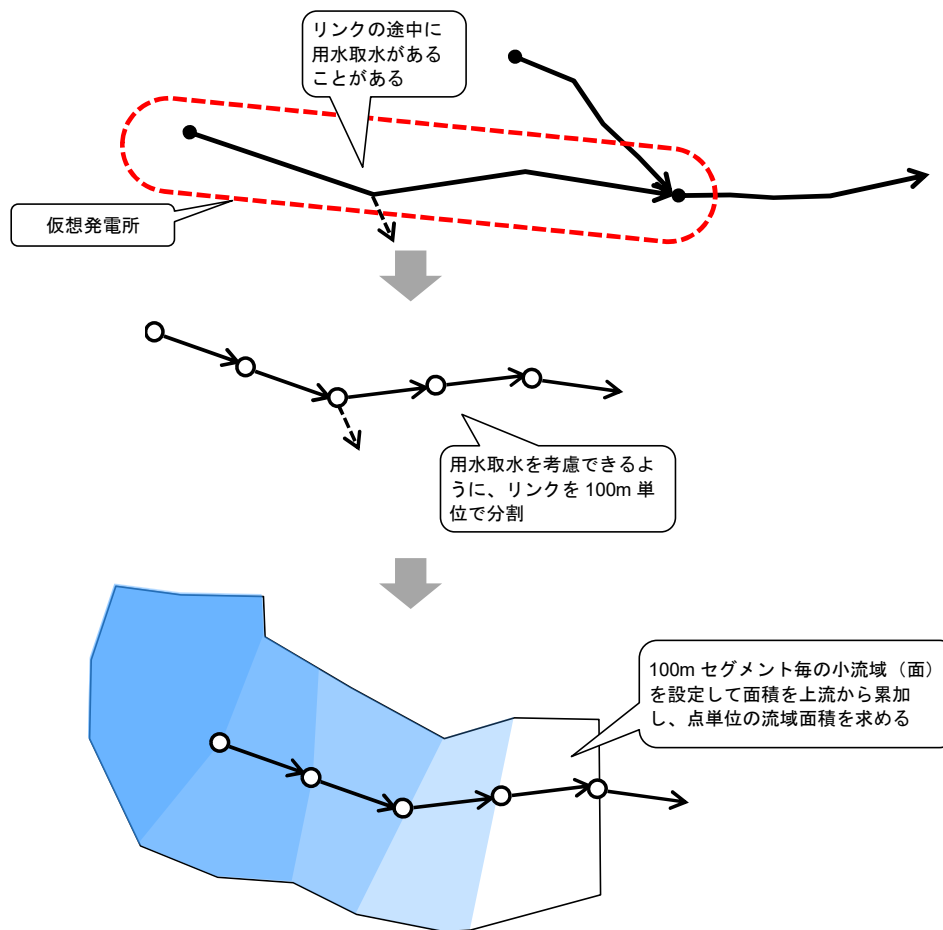 リンクの途中に
用水取水がある
ことがある
仮想発電所
用水取水を考慮できるよ
うに、リンクを 100m 単
位で分割
100m セグメント毎の小流域（面）
を設定して面積を上流から累加
し、点単位の流域面積を求める